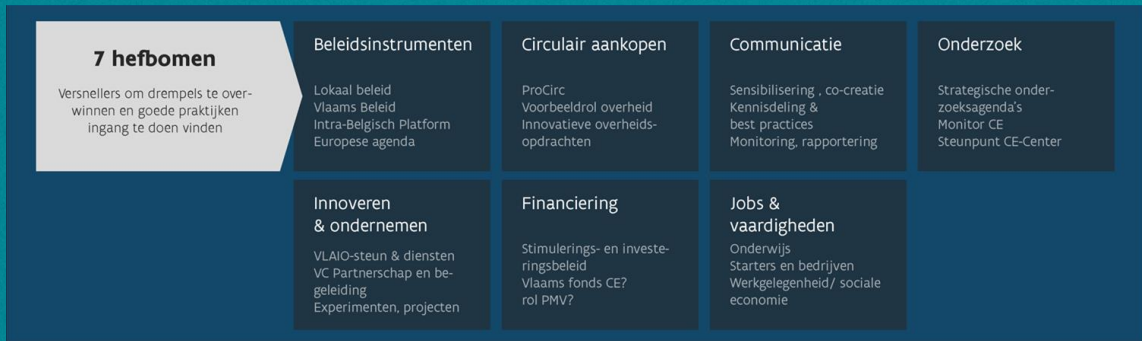 7 hefbomen
Versnellers om drempels te over-
winnen en goede praktijken
ingang te doen vinden
Beleidsinstrumenten
Lokaal beleid
Vlaams Beleid
Intra-Belgisch Platform
Europese agenda
Circulair aankopen
ProCirc
Voorbeeldrol overheid
Innovatieve overheids-
opdrachten
Communicatie
Sensibilisering , co-creatie
Kennisdeling &
best practices
Monitoring, rapportering
Onderzoek
Strategische onder-
zoeksagenda's
Monitor CE
Steunpunt CE-Center
Innoveren
& ondernemen
VLAIO-steun & diensten
VC Partnerschap en be-
geleiding
Experimenten, projecten
Financiering
Stimulerings- en investe-
ringsbeleid
Vlaams fonds CE?
rol PMV?
Jobs &
vaardigheden
Onderwijs
Starters en bedrijven
Werkgelegenheid/ sociale
economie